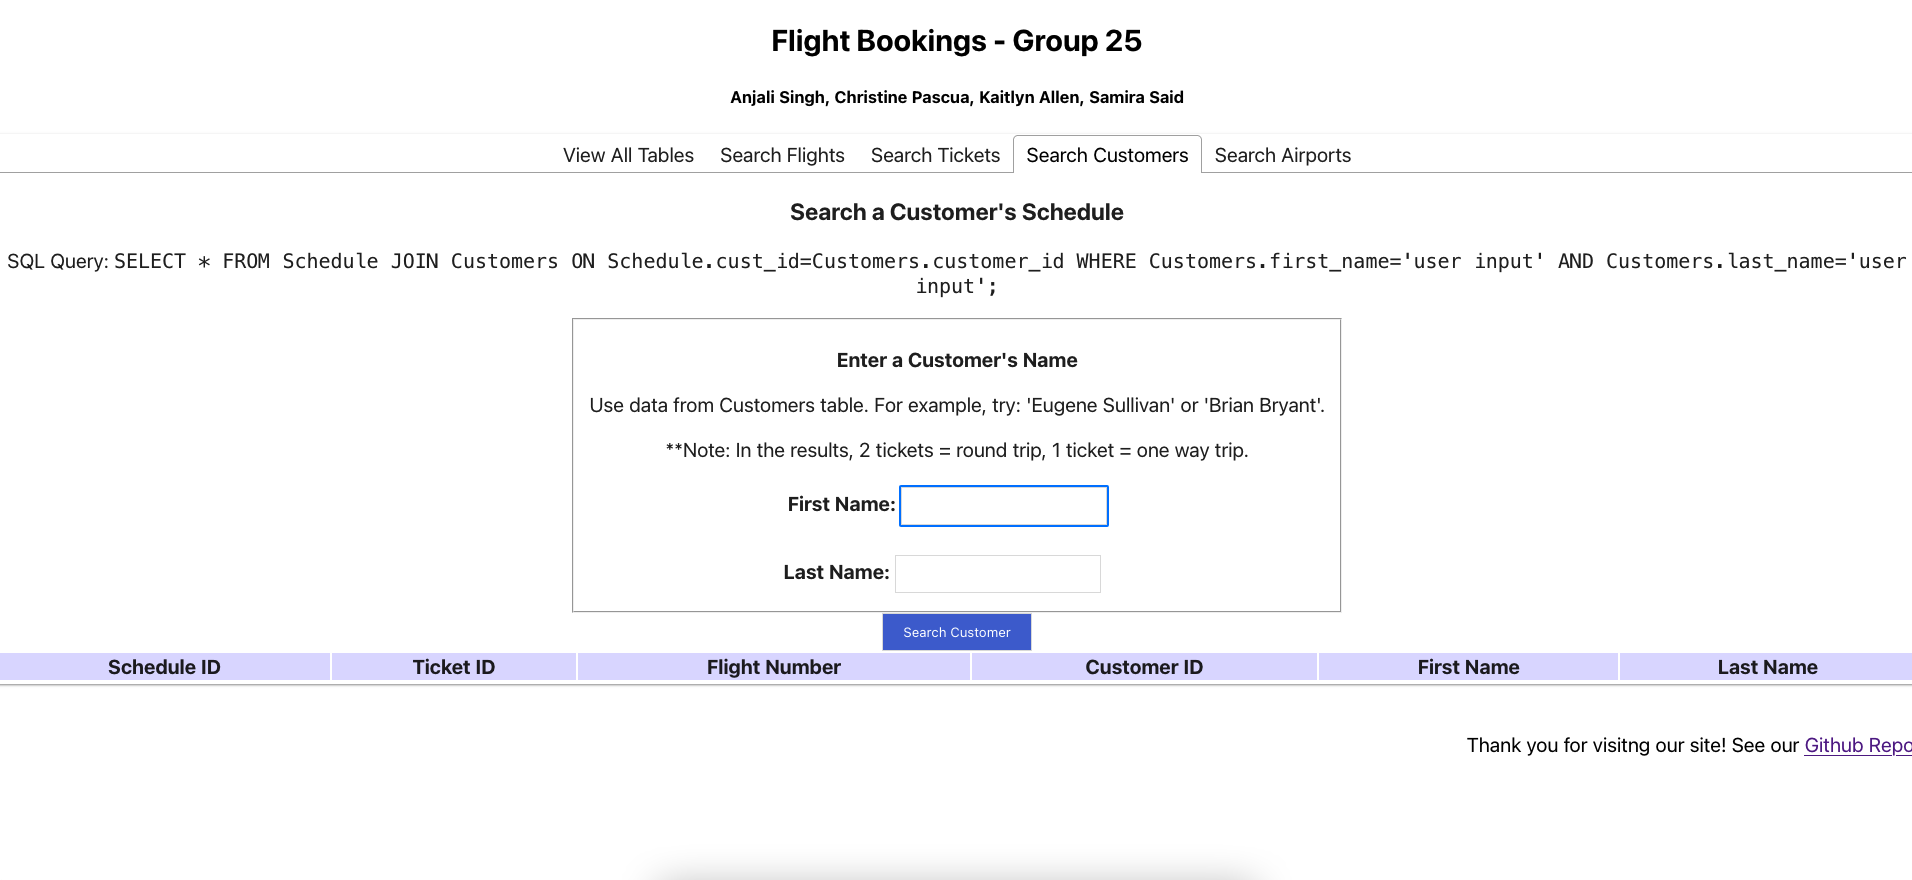 Flight Bookings - Group 25
Anjali Singh, Christine Pascua, Kaitlyn Allen, Samira Said
View All Tables Search Flights Search Tickets Search Customers Search Airports
Search a Customer's Schedule
SQL Query: SELECT * FROM Schedule JOIN Customers ON Schedule.cust_id=Customers.customer_id WHERE Customers.first_name='user input' AND Customers.last_name='user
input';
Enter a Customer's Name
Use data from Customers table. For example, try: 'Eugene Sullivan' or 'Brian Bryant'.
**Note: In the results, 2 tickets = round trip, 1 ticket = one way trip.
First Name:
Last Name:
Search Customer
Schedule ID Ticket ID Flight Number Customer ID First Name Last Name
Thank you for visitng our site! See our Github Repo